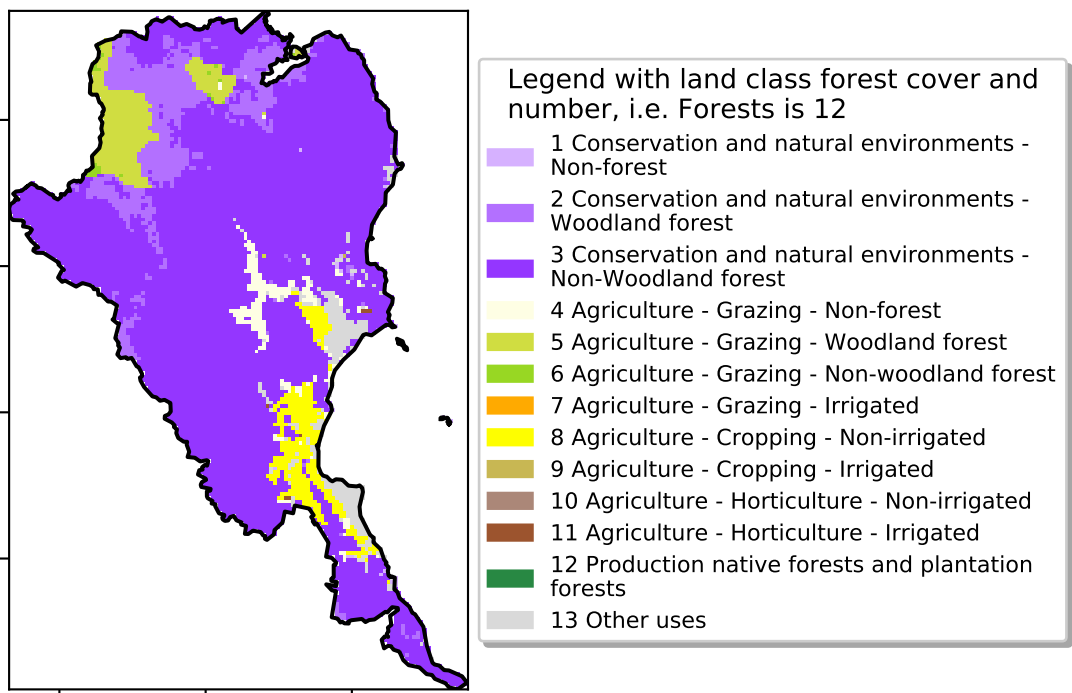 Legend with land class forest cover and
number, i.e. Forests is 12
1 Conservation and natural environments -
Non-forest
2 Conservation and natural environments -
Woodland forest
3 Conservation and natural environments -
Non-Woodland forest
4 Agriculture - Grazing - Non-forest
5 Agriculture - Grazing - Woodland forest
6 Agriculture - Grazing - Non-woodland forest
7 Agriculture - Grazing - Irrigated
8 Agriculture - Cropping - Non-irrigated
9 Agriculture - Cropping - Irrigated
10 Agriculture - Horticulture - Non-irrigated
11 Agriculture - Horticulture - Irrigated
12 Production native forests and plantation
forests
13 Other uses